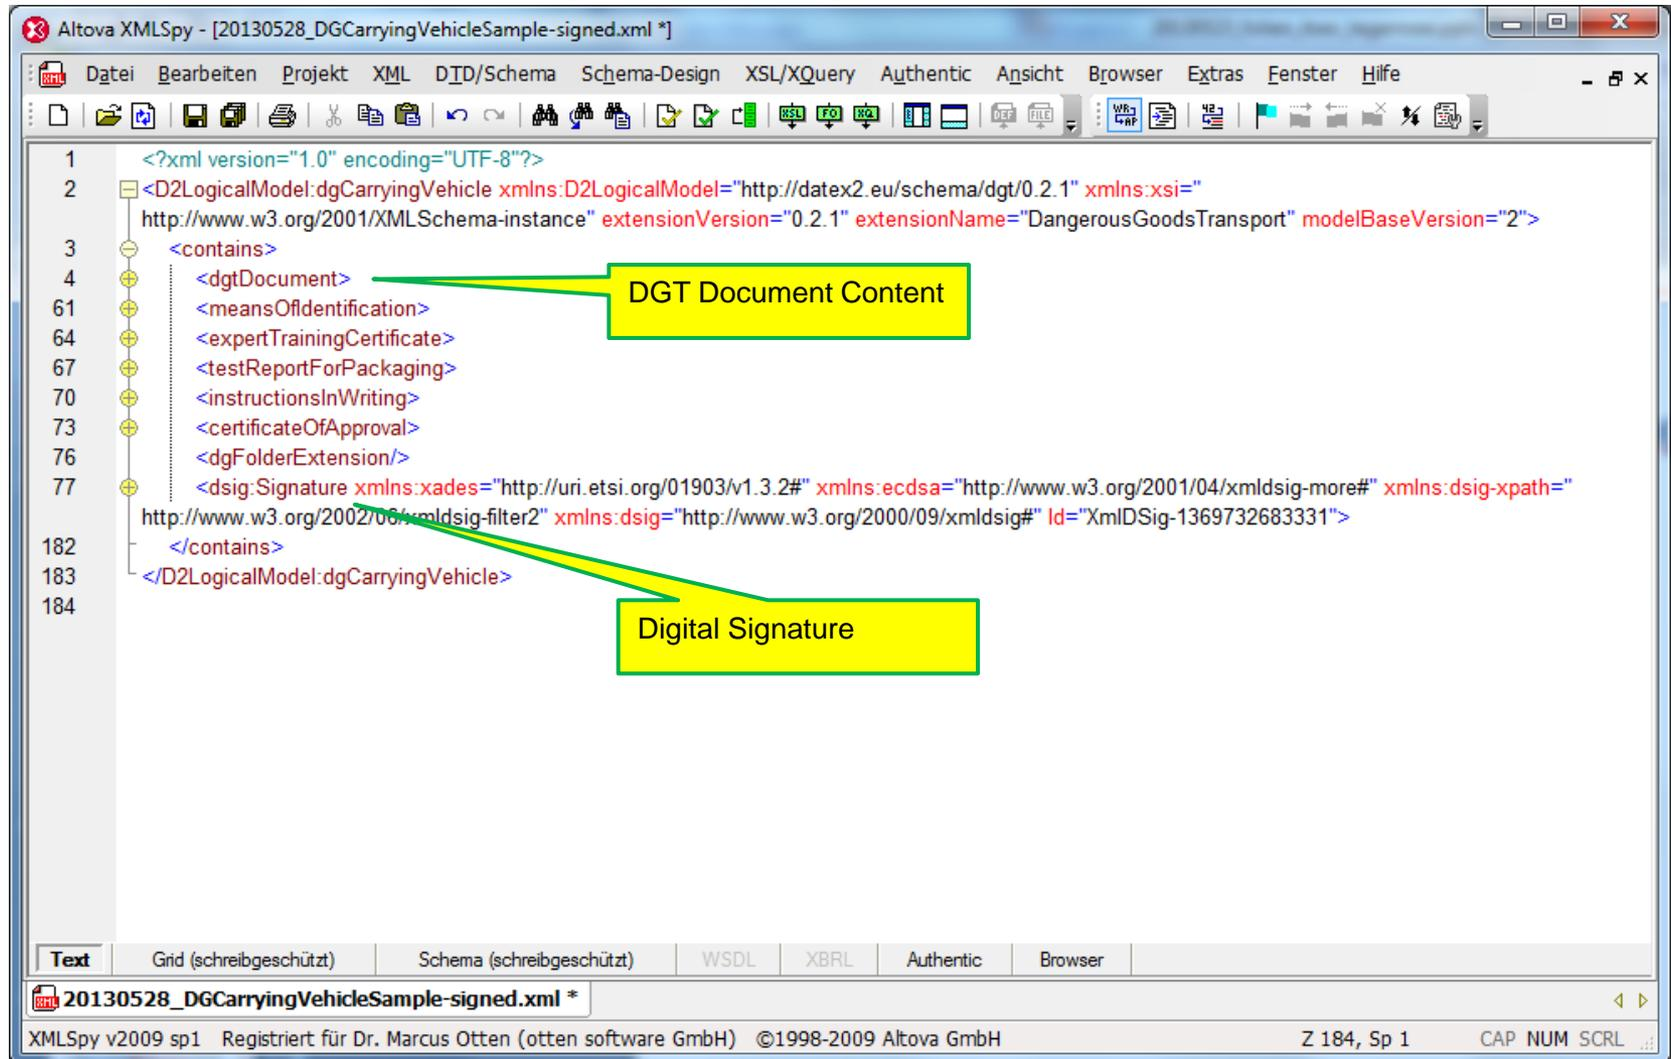 Altova XMLSpy - [20130528_DGCarryingVehicleSample-signed.xml *]
Datei Bearbeiten Projekt XML DTD/Schema Schema-Design XSL/XQuery Authentic Ansicht Browser Extras Fenster Hilfe
1 <?xml version="1.0" encoding="UTF-8"?>
2 <D2LogicalModel:dgCarryingVehicle xmlns:D2LogicalModel="http://datex2.eu/schema/dgt/0.2.1" xmlns:xsi="
http://www.w3.org/2001/XMLSchema-instance" extensionVersion="0.2.1" extensionName="DangerousGoodsTransport" modelBaseVersion="2">
3 <contains>
4 <dgtDocument>
DGT Document Content
61 <meansOfIdentification>
64 <expertTrainingCertificate>
67 <testReportForPackaging>
70 <instructionsInWriting>
73 <certificateOfApproval>
76 <dgFolderExtension/>
77 <dsig:Signature xmlns:xades="http://uri.etsi.org/01903/v1.3.2#" xmlns:ecdsa="http://www.w3.org/2001/04/xmldsig-more#" xmlns:dsig-xpath="
http://www.w3.org/2002/06/xmldsig-filter2" xmlns:dsig="http://www.w3.org/2000/09/xmldsig#" Id="XmlDSig-1369732683331">
182 </contains>
183 </D2LogicalModel:dgCarryingVehicle>
184
Digital Signature
Text Grid (schreibgeschützt) Schema (schreibgeschützt) WSDL XBRL Authentic Browser
20130528_DGCarryingVehicleSample-signed.xml *
XMLSpy v2009 sp1 Registriert für Dr. Marcus Otten (otten software GmbH) ©1998-2009 Altova GmbH Z 184, Sp 1 CAP NUM SCRL